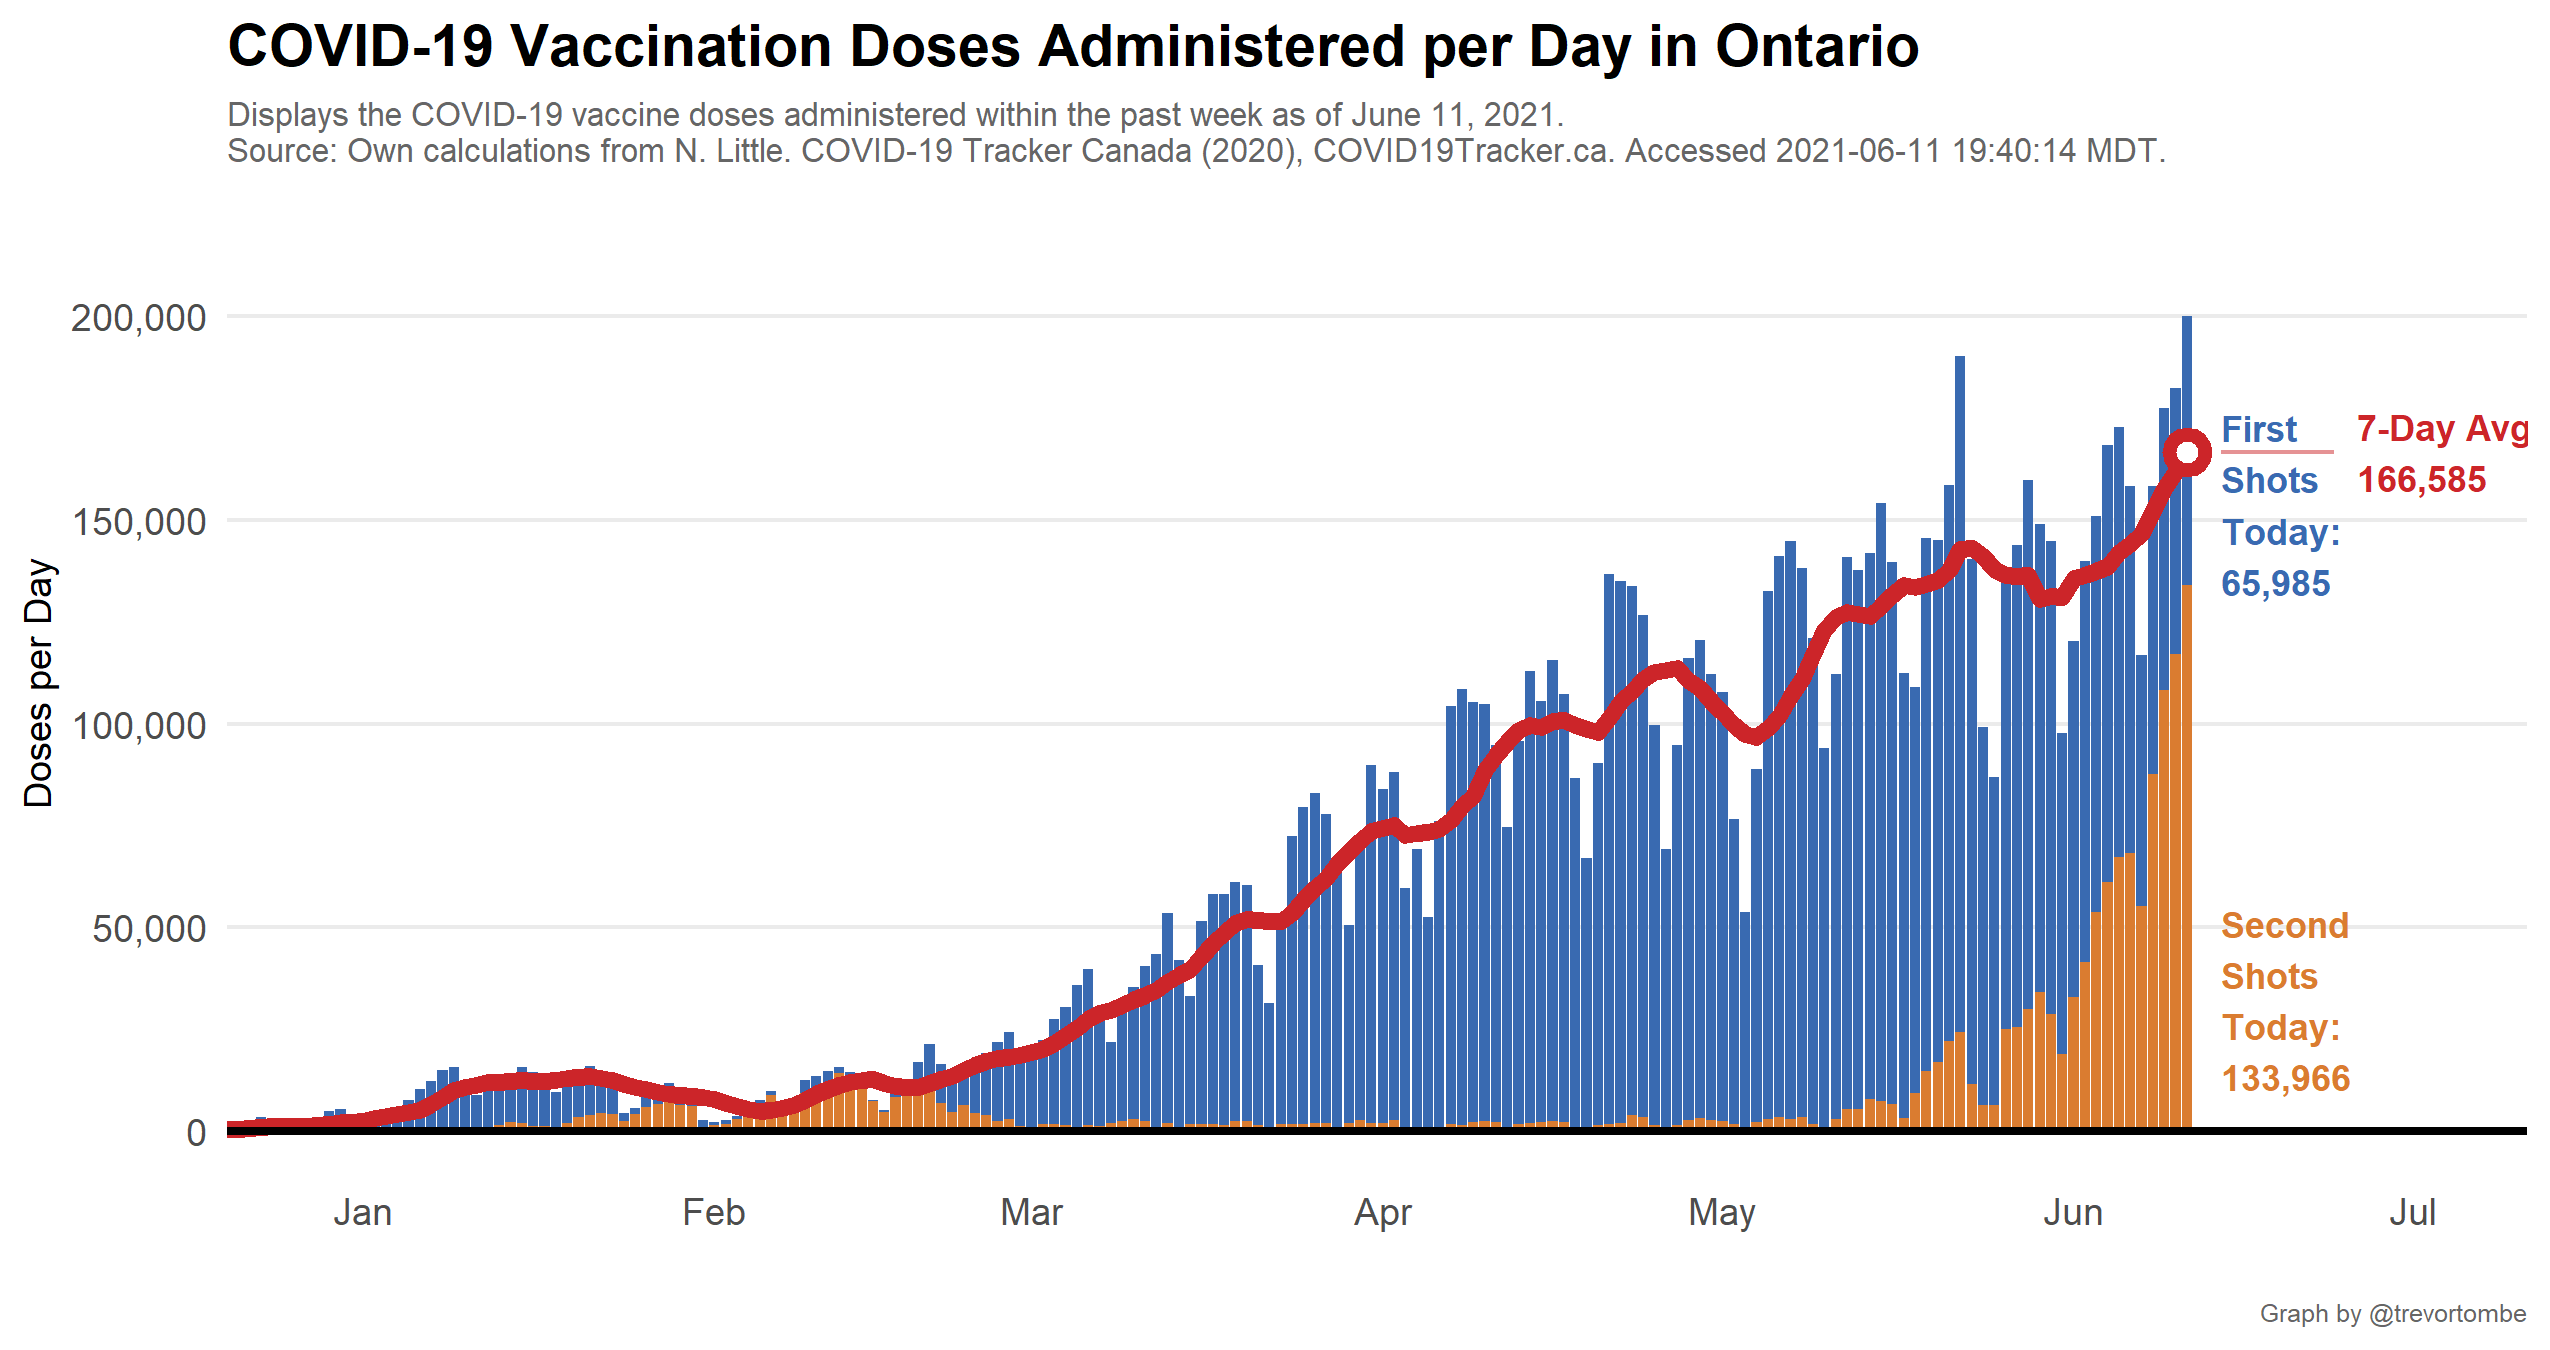 COVID-19 Vaccination Doses Administered per Day in Ontario
Displays the COVID-19 vaccine doses administered within the past week as of June 11, 2021.
Source: Own calculations from N. Little. COVID-19 Tracker Canada (2020), COVID19Tracker.ca. Accessed 2021-06-11 19:40:14 MDT.
Doses per Day
200,000
150,000
100,000
50,000
0
First
Shots
Today:
65,985
7-Day Avg
166,585
Second
Shots
Today:
133,966
Jan
Feb
Mar
Apr
May
Jun
Jul
Graph by @trevortombe